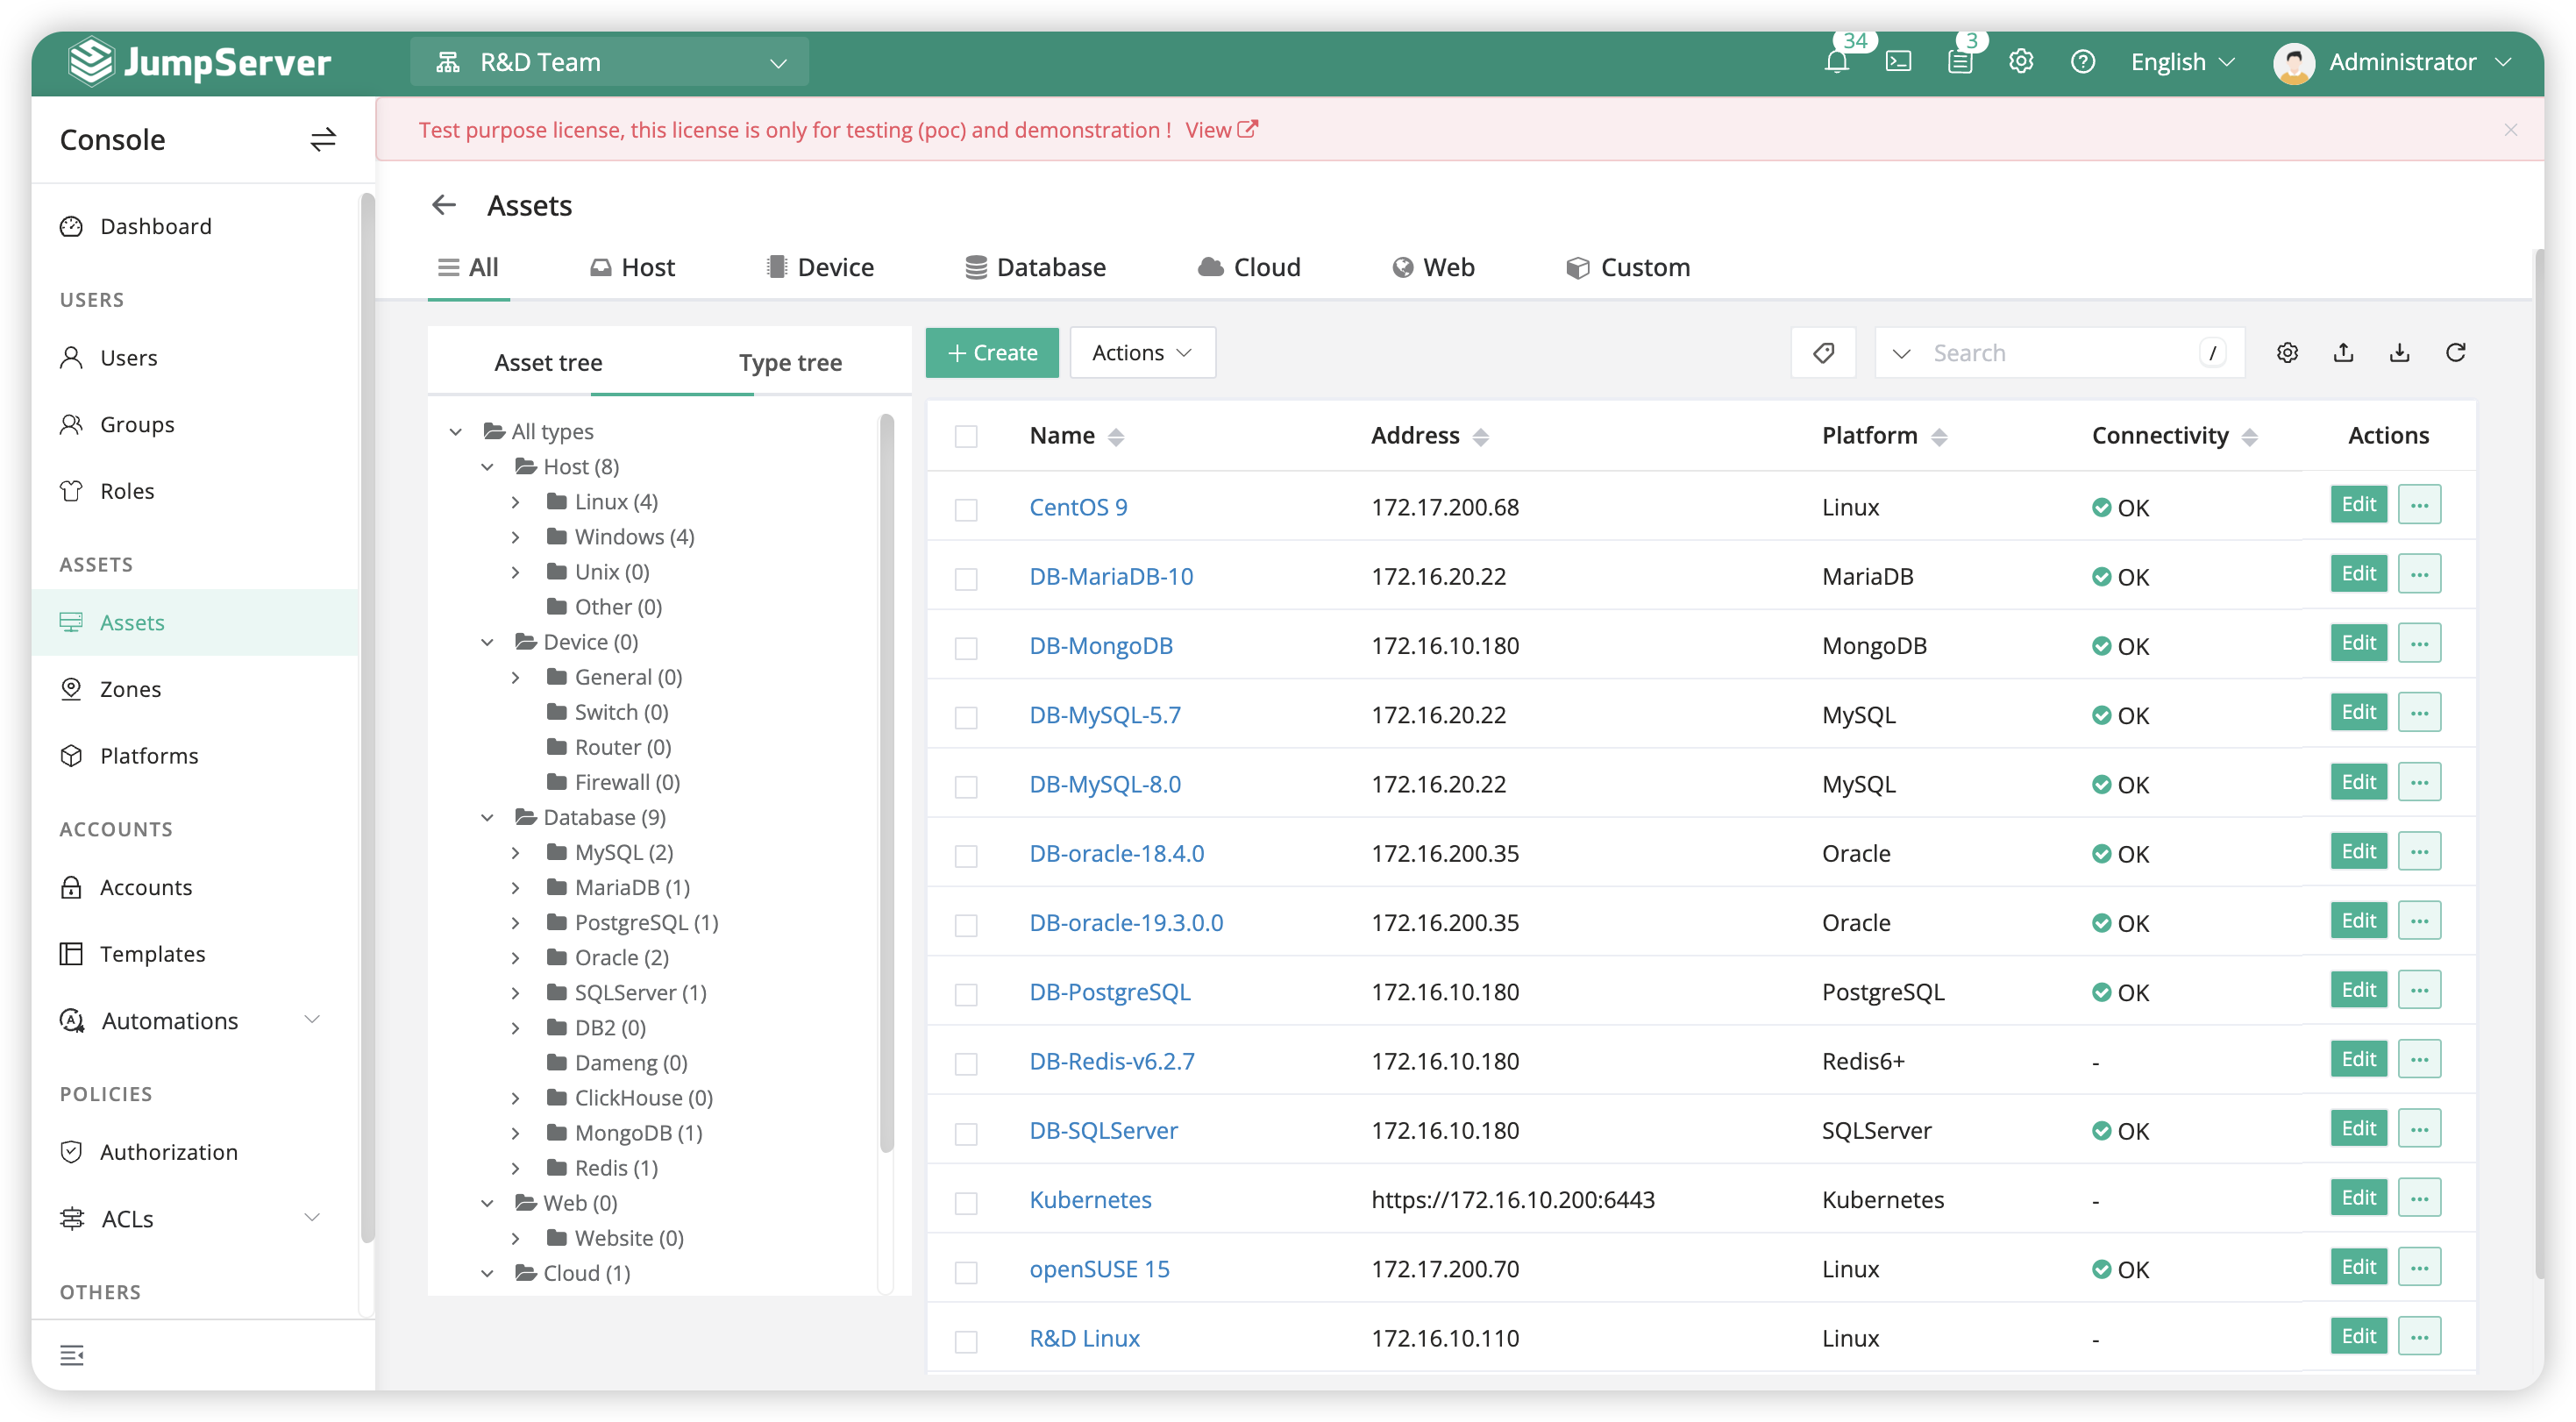 JumpServer
R&D Team
34
3
English
Administrator
Console
Test purpose license, this license is only for testing (poc) and demonstration ! View
Dashboard
USERS
Users
Groups
Roles
ASSETS
Assets
Zones
Platforms
ACCOUNTS
Accounts
Templates
Automations
POLICIES
Authorization
ACLs
OTHERS
Assets
All Host Device Database Cloud Web Custom
Asset tree Type tree
All types
Host (8)
Linux (4)
Windows (4)
Unix (0)
Other (0)
Device (0)
General (0)
Switch (0)
Router (0)
Firewall (0)
Database (9)
MySQL (2)
MariaDB (1)
PostgreSQL (1)
Oracle (2)
SQLServer (1)
DB2 (0)
Dameng (0)
ClickHouse (0)
MongoDB (1)
Redis (1)
Web (0)
Website (0)
Cloud (1)
+ Create Actions Search /
Name Address Platform Connectivity Actions
CentOS 9 172.17.200.68 Linux OK Edit ...
DB-MariaDB-10 172.16.20.22 MariaDB OK Edit ...
DB-MongoDB 172.16.10.180 MongoDB OK Edit ...
DB-MySQL-5.7 172.16.20.22 MySQL OK Edit ...
DB-MySQL-8.0 172.16.20.22 MySQL OK Edit ...
DB-oracle-18.4.0 172.16.200.35 Oracle OK Edit ...
DB-oracle-19.3.0.0 172.16.200.35 Oracle OK Edit ...
DB-PostgreSQL 172.16.10.180 PostgreSQL OK Edit ...
DB-Redis-v6.2.7 172.16.10.180 Redis6+ - Edit ...
DB-SQLServer 172.16.10.180 SQLServer OK Edit ...
Kubernetes https://172.16.10.200:6443 Kubernetes - Edit ...
openSUSE 15 172.17.200.70 Linux OK Edit ...
R&D Linux 172.16.10.110 Linux - Edit ...